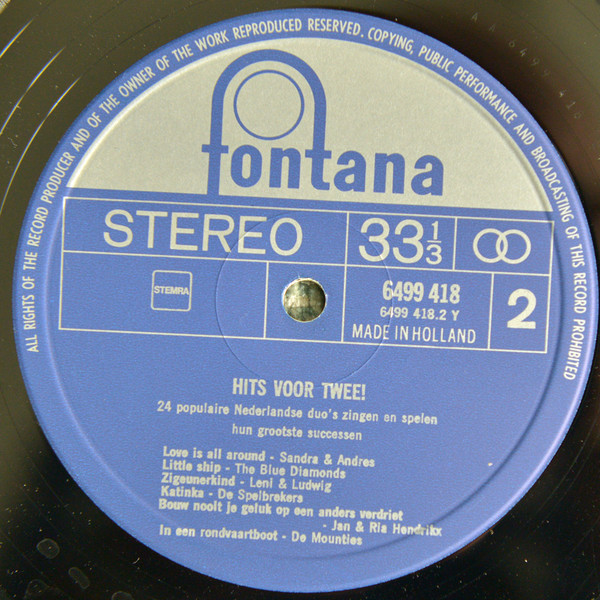 ALL RIGHTS OF THE RECORD PRODUCER AND OF THE OWNER OF THE WORK REPRODUCED RESERVED. COPYING, PUBLIC PERFORMANCE AND BROADCASTING OF THIS RECORD PROHIBITED
fontana
STEREO
33 1/3
STEMRA
6499 418
6499 418.2 Y
MADE IN HOLLAND
2
HITS VOOR TWEE!
24 populaire Nederlandse duo's zingen en spelen
hun grootste successen
Love is all around - Sandra & Andres
Little ship - The Blue Diamonds
Zigeunerkind - Leni & Ludwig
Katinka - De Spelbrekers
Bouw nooit je geluk op een anders verdriet
- Jan & Ria Hendrikx
In een rondvaartboot - De Mounties